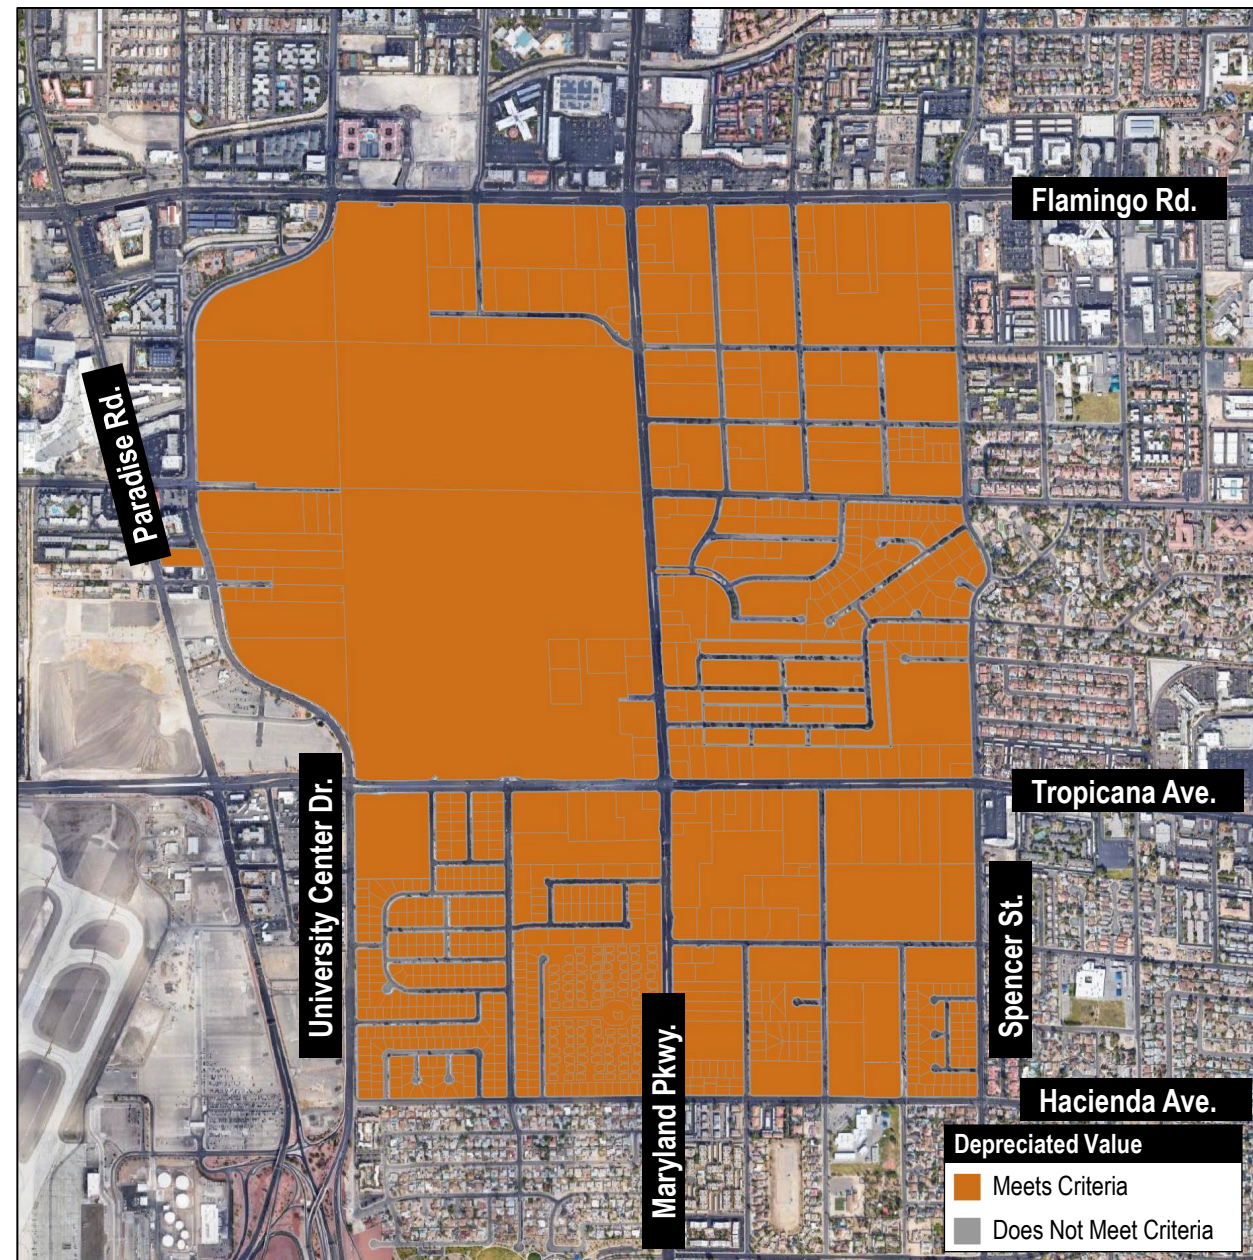 Flamingo Rd.
Paradise Rd.
Tropicana Ave.
University Center Dr.
Spencer St.
Maryland Pkwy.
Hacienda Ave.
Depreciated Value
Meets Criteria
Does Not Meet Criteria